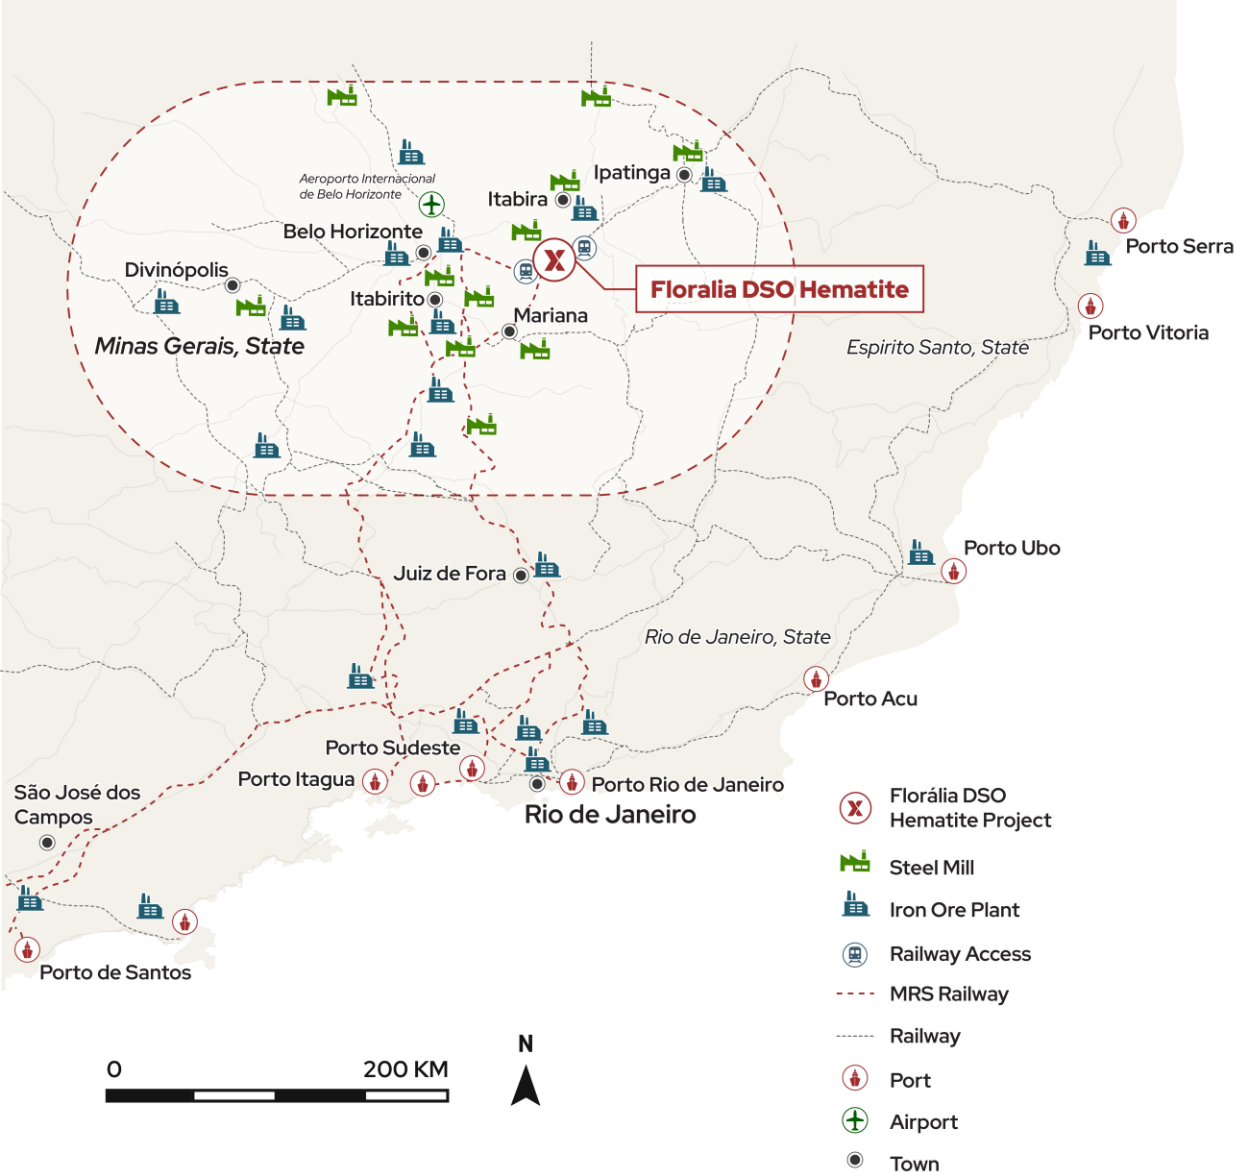 Aeroporto Internacional
de Belo Horizonte
Ipatinga
Itabira
Belo Horizonte
Porto Serra
Divinópolis
Floralia DSO Hematite
Itabirito
Mariana
Porto Vitoria
Minas Gerais, State
Espirito Santo, State
Porto Ubo
Juiz de Fora
Rio de Janeiro, State
Porto Acu
Porto Sudeste
Porto Itagua
Porto Rio de Janeiro
São José dos
Campos
Rio de Janeiro
Porto de Santos
Florália DSO
Hematite Project
Steel Mill
Iron Ore Plant
Railway Access
MRS Railway
Railway
Port
Airport
Town
N
0 200 KM